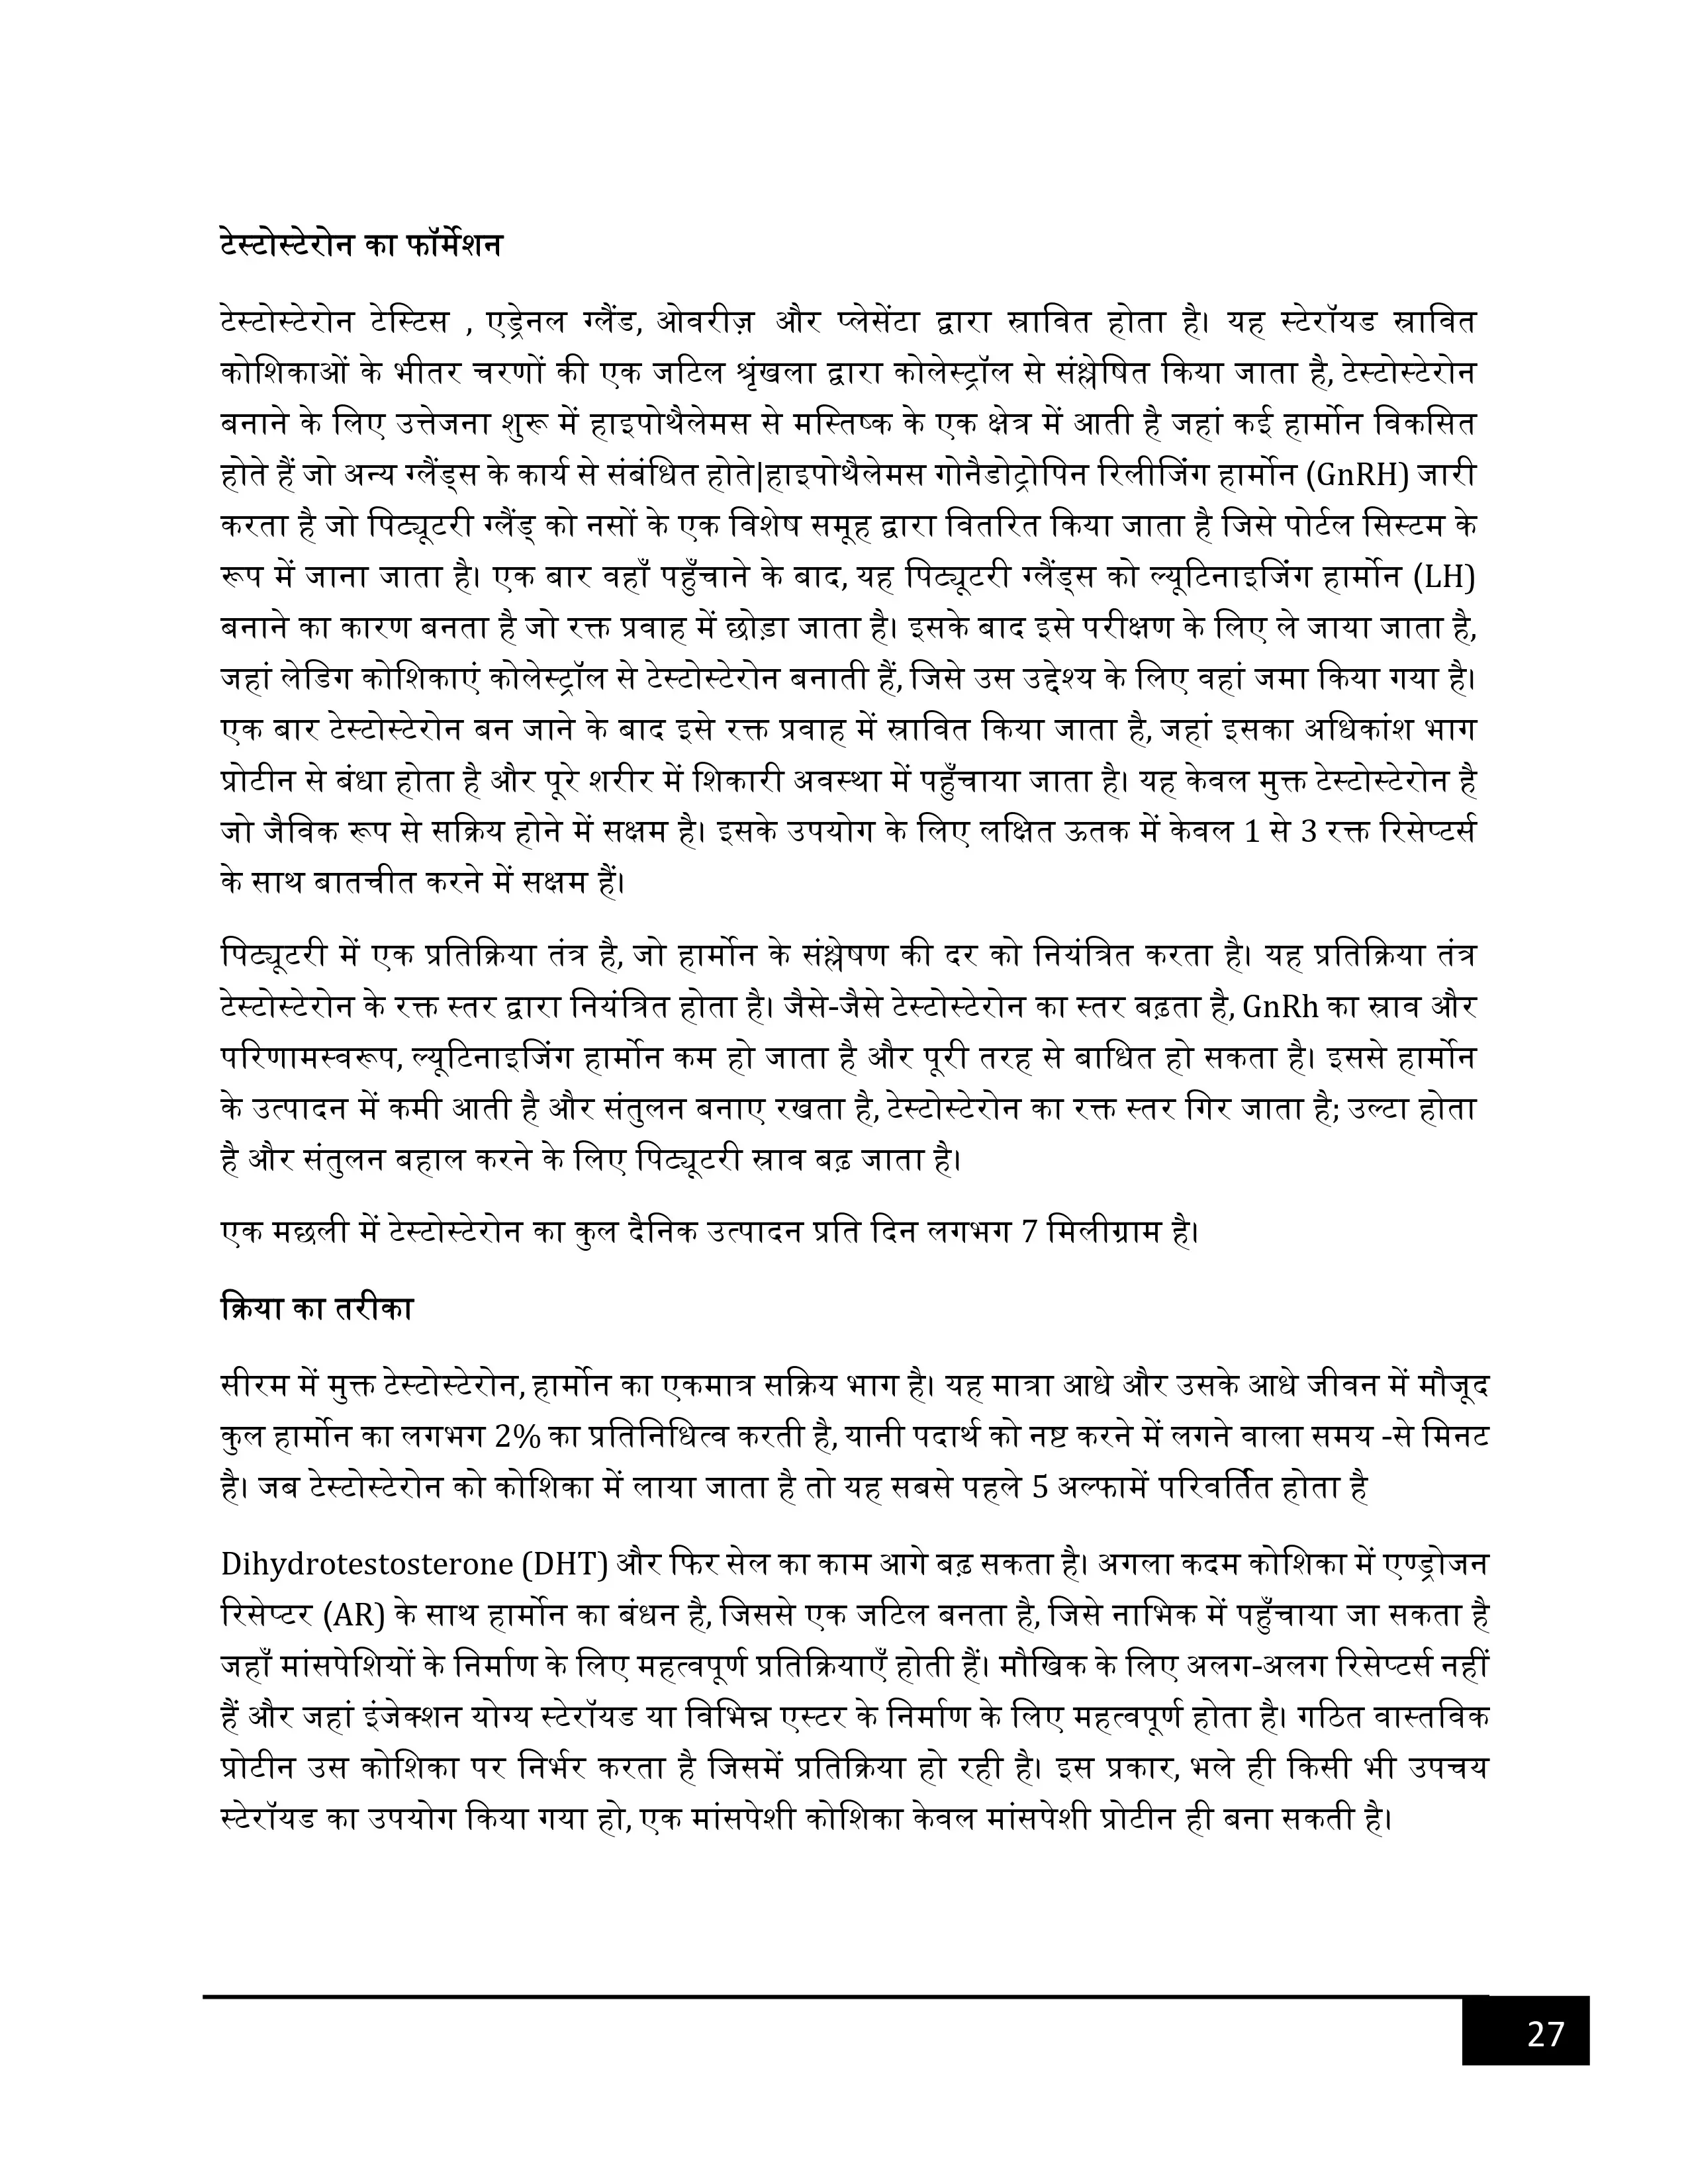 टेस्टोस्टेरोन का फॉर्मेशन
टेस्टोस्टेरोन टेस्टिस , एड्रेनल ग्लैंड, ओवरीज़ और प्लेसेंटा द्वारा स्रावित होता है। यह स्टेरॉयड स्रावित
कोशिकाओं के भीतर चरणों की एक जटिल श्रृंखला द्वारा कोलेस्ट्रॉल से संश्लेषित किया जाता है, टेस्टोस्टेरोन
बनाने के लिए उत्तेजना शुरू में हाइपोथैलेमस से मस्तिष्क के एक क्षेत्र में आती है जहां कई हार्मोन विकसित
होते हैं जो अन्य ग्लैंड्स के कार्य से संबंधित होते|हाइपोथैलेमस गोनैडोट्रोपिन रिलीजिंग हार्मोन (GnRH) जारी
करता है जो पिट्यूटरी ग्लैंड् को नसों के एक विशेष समूह द्वारा वितरित किया जाता है जिसे पोर्टल सिस्टम के
रूप में जाना जाता है। एक बार वहाँ पहुँचाने के बाद, यह पिट्यूटरी ग्लैंड्स को ल्यूटिनाइजिंग हार्मोन (LH)
बनाने का कारण बनता है जो रक्त प्रवाह में छोड़ा जाता है। इसके बाद इसे परीक्षण के लिए ले जाया जाता है,
जहां लेडिग कोशिकाएं कोलेस्ट्रॉल से टेस्टोस्टेरोन बनाती हैं, जिसे उस उद्देश्य के लिए वहां जमा किया गया है।
एक बार टेस्टोस्टेरोन बन जाने के बाद इसे रक्त प्रवाह में स्रावित किया जाता है, जहां इसका अधिकांश भाग
प्रोटीन से बंधा होता है और पूरे शरीर में शिकारी अवस्था में पहुँचाया जाता है। यह केवल मुक्त टेस्टोस्टेरोन है
जो जैविक रूप से सक्रिय होने में सक्षम है। इसके उपयोग के लिए लक्षित ऊतक में केवल 1 से 3 रक्त रिसेप्टर्स
के साथ बातचीत करने में सक्षम हैं।
पिट्यूटरी में एक प्रतिक्रिया तंत्र है, जो हार्मोन के संश्लेषण की दर को नियंत्रित करता है। यह प्रतिक्रिया तंत्र
टेस्टोस्टेरोन के रक्त स्तर द्वारा नियंत्रित होता है। जैसे-जैसे टेस्टोस्टेरोन का स्तर बढ़ता है, GnRh का स्राव और
परिणामस्वरूप, ल्यूटिनाइजिंग हार्मोन कम हो जाता है और पूरी तरह से बाधित हो सकता है। इससे हार्मोन
के उत्पादन में कमी आती है और संतुलन बनाए रखता है, टेस्टोस्टेरोन का रक्त स्तर गिर जाता है; उल्टा होता
है और संतुलन बहाल करने के लिए पिट्यूटरी स्राव बढ़ जाता है।
एक मछली में टेस्टोस्टेरोन का कुल दैनिक उत्पादन प्रति दिन लगभग 7 मिलीग्राम है।
क्रिया का तरीका
सीरम में मुक्त टेस्टोस्टेरोन, हार्मोन का एकमात्र सक्रिय भाग है। यह मात्रा आधे और उसके आधे जीवन में मौजूद
कुल हार्मोन का लगभग 2% का प्रतिनिधित्व करती है, यानी पदार्थ को नष्ट करने में लगने वाला समय -से मिनट
है। जब टेस्टोस्टेरोन को कोशिका में लाया जाता है तो यह सबसे पहले 5 अल्फामें परिवर्तित होता है
Dihydrotestosterone (DHT) और फिर सेल का काम आगे बढ़ सकता है। अगला कदम कोशिका में एण्ड्रोजन
रिसेप्टर (AR) के साथ हार्मोन का बंधन है, जिससे एक जटिल बनता है, जिसे नाभिक में पहुँचाया जा सकता है
जहाँ मांसपेशियों के निर्माण के लिए महत्वपूर्ण प्रतिक्रियाएँ होती हैं। मौखिक के लिए अलग-अलग रिसेप्टर्स नहीं
हैं और जहां इंजेक्शन योग्य स्टेरॉयड या विभिन्न एस्टर के निर्माण के लिए महत्वपूर्ण होता है। गठित वास्तविक
प्रोटीन उस कोशिका पर निर्भर करता है जिसमें प्रतिक्रिया हो रही है। इस प्रकार, भले ही किसी भी उपचय
स्टेरॉयड का उपयोग किया गया हो, एक मांसपेशी कोशिका केवल मांसपेशी प्रोटीन ही बना सकती है।
27